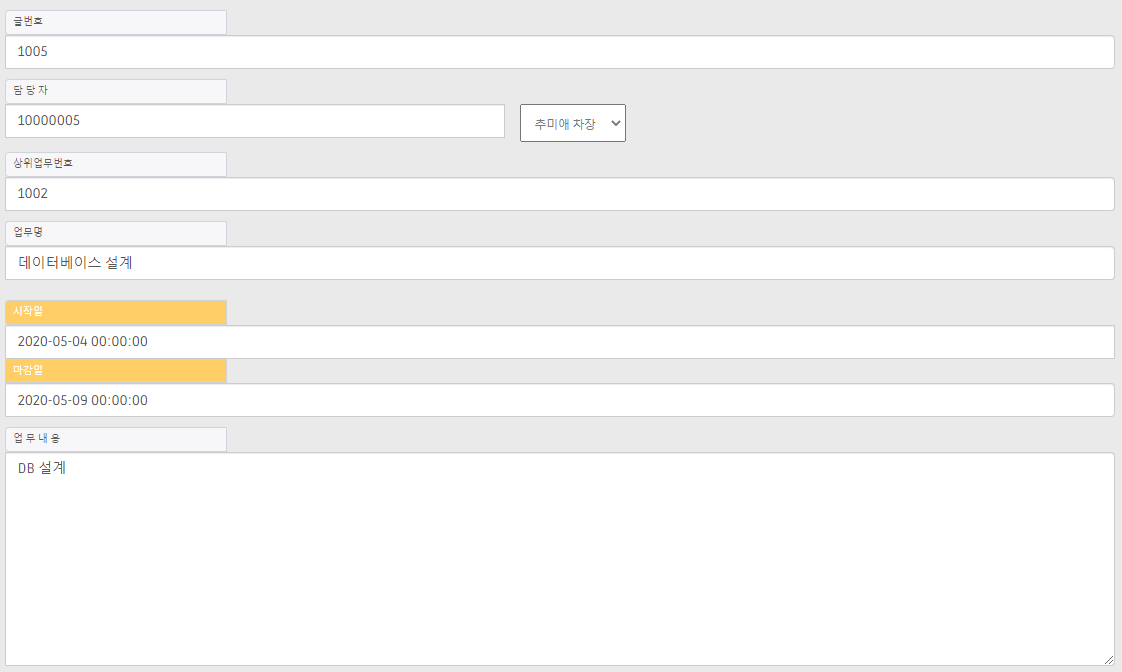 글번호
1005
담 당 자
10000005
추미애 차장
상위업무번호
1002
업무명
데이터베이스 설계
시작일
2020-05-04 00:00:00
마감일
2020-05-09 00:00:00
업 무 내 용
DB 설계